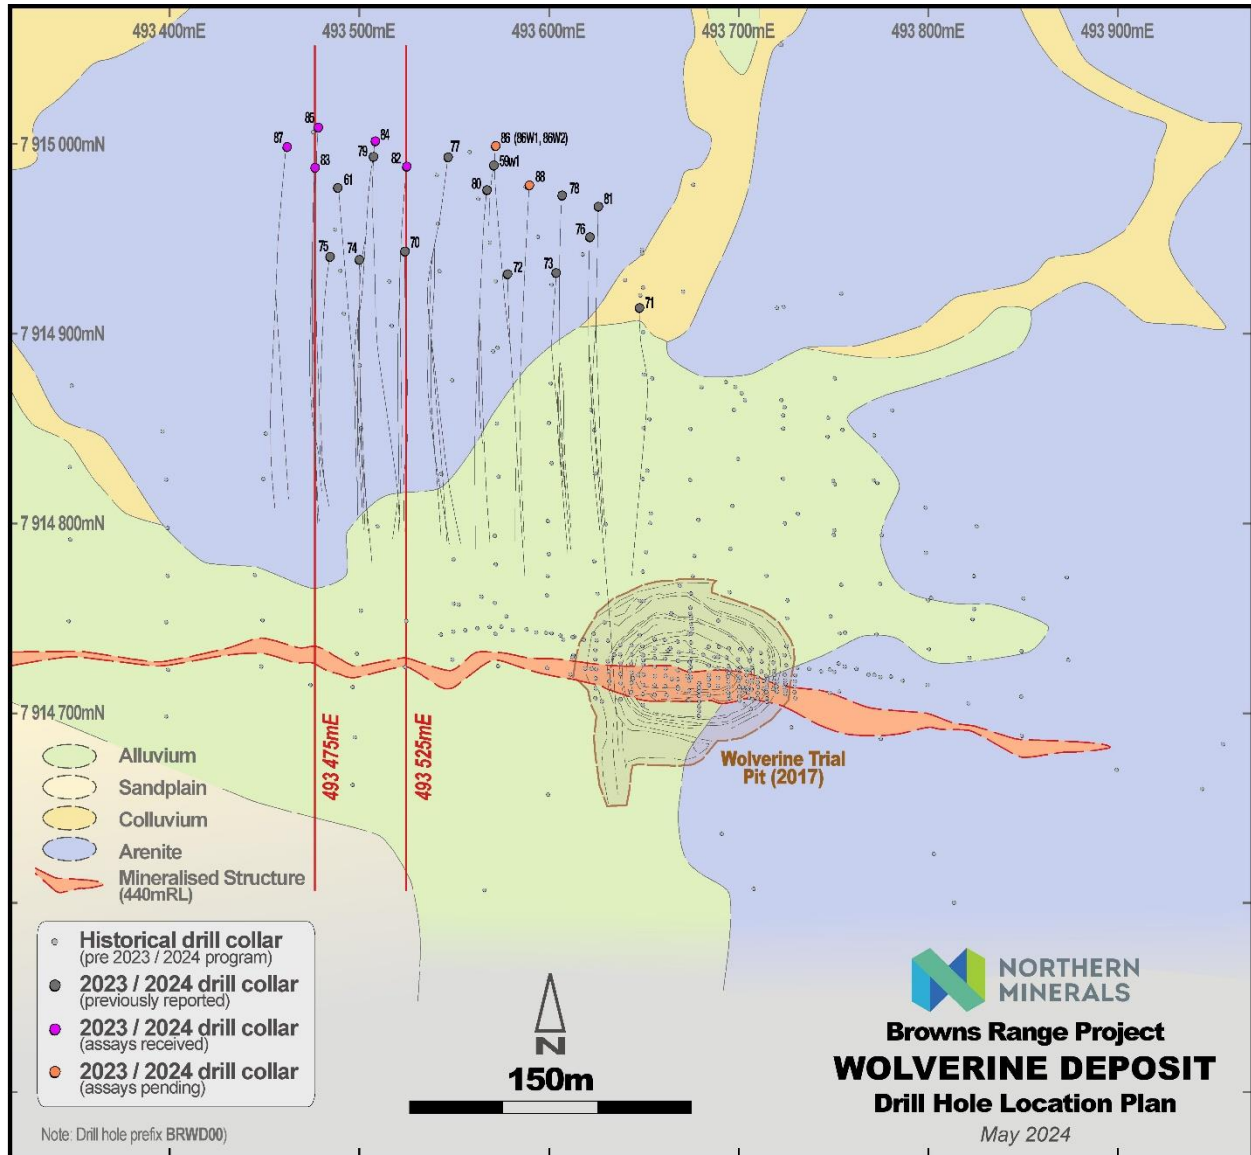 493 400mE 493 500mE 493 600mE 493 700mE 493 800mE 493 900mE
7 915 000mN
7 914 900mN
7 914 800mN
7 914 700mN
85
87
84
86 (86W1, 86W2)
83
79
82
77
59w1
61
80
88
78
81
76
75
74
70
72
73
71
493 475mE
493 525mE
Wolverine Trial
Pit (2017)
Alluvium
Sandplain
Colluvium
Arenite
Mineralised Structure
(440mRL)
Historical drill collar
(pre 2023 / 2024 program)
2023 / 2024 drill collar
(previously reported)
2023 / 2024 drill collar
(assays received)
2023 / 2024 drill collar
(assays pending)
Note: Drill hole prefix BRWD00)
N
150m
NORTHERN
MINERALS
Browns Range Project
WOLVERINE DEPOSIT
Drill Hole Location Plan
May 2024